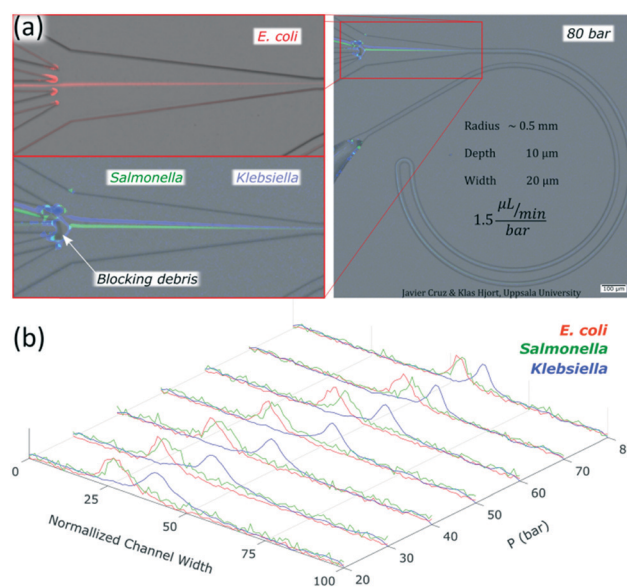 (a)
E. coli
80 bar
Radius ~ 0.5 mm
Depth 10 μm
Width 20 μm
1.5 μL/min
bar
Salmonella Klebsiella
Blocking debris
Javier Cruz & Klas Hjort, Uppsala University
100 μm
(b)
E. coli
Salmonella
Klebsiella
0
25
50
75
100
Normallized Channel Width
20
30
40
50
60
70
8
P (bar)